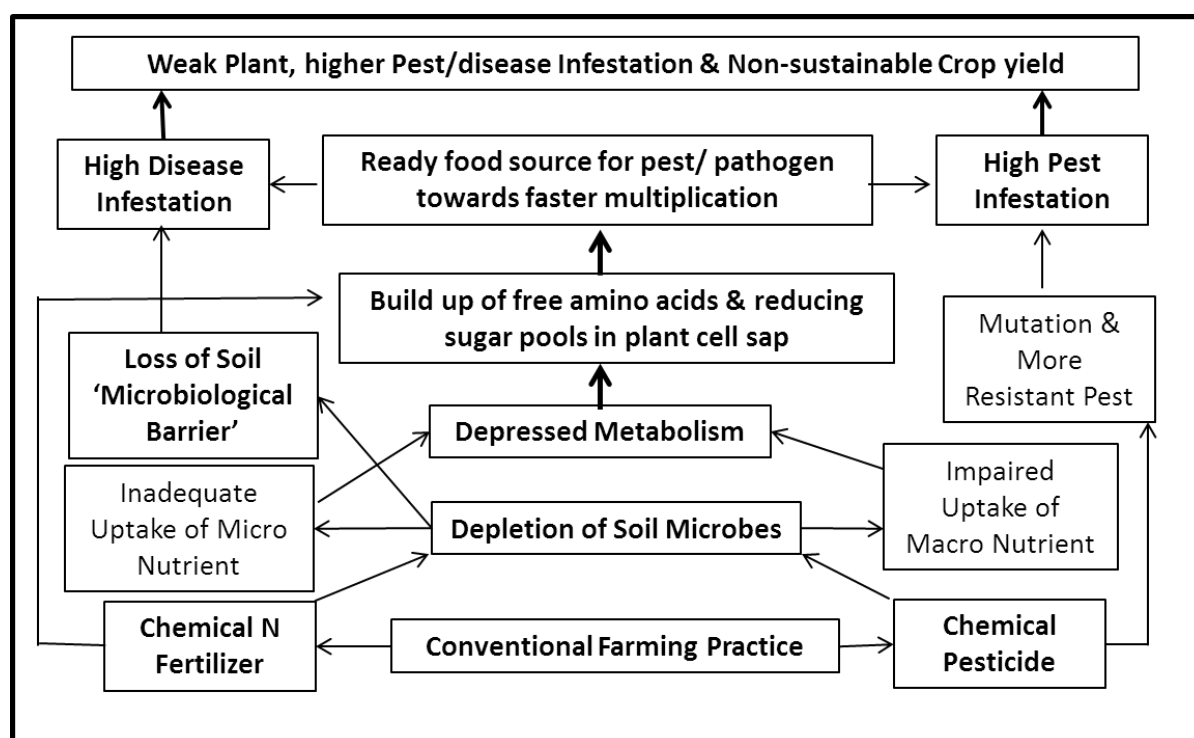 Weak Plant, higher Pest/disease Infestation & Non-sustainable Crop yield
High Disease
Infestation
Ready food source for pest/ pathogen
towards faster multiplication
High Pest
Infestation
Build up of free amino acids & reducing
sugar pools in plant cell sap
Mutation &
More
Resistant Pest
Loss of Soil
‘Microbiological
Barrier’
Depressed Metabolism
Inadequate
Uptake of Micro
Nutrient
Depletion of Soil Microbes
Impaired
Uptake of
Macro Nutrient
Chemical N
Fertilizer
Conventional Farming Practice
Chemical
Pesticide